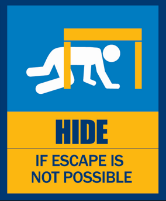 HIDE
IF ESCAPE IS
NOT POSSIBLE